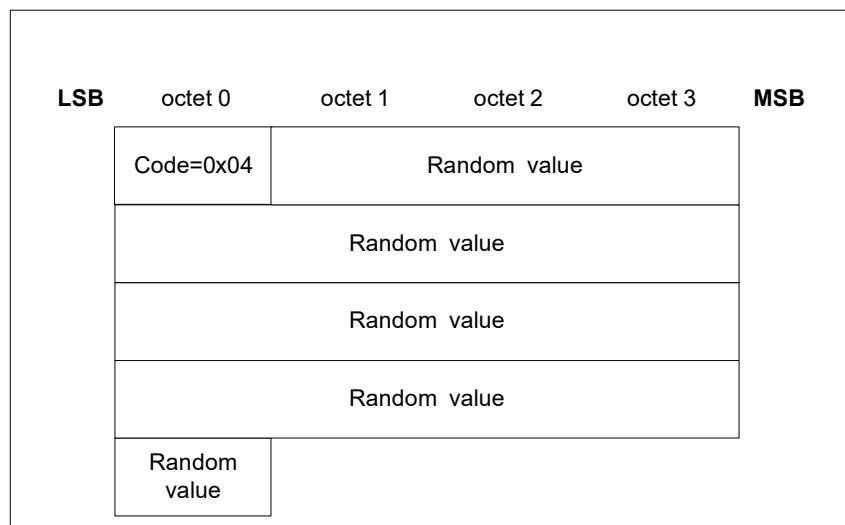 LSB octet 0 octet 1 octet 2 octet 3 MSB
Code=0x04 Random value
Random value
Random value
Random value
Random
value